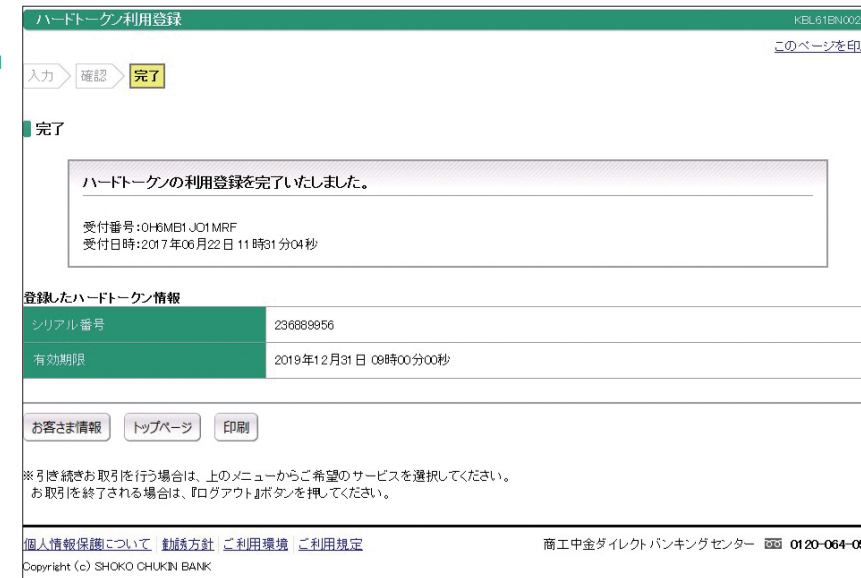 ハードトークン利用登録 KBL61BN002
このページを印
入力 確認 完了
完了
ハードトークンの利用登録を完了いたしました。
受付番号:0H6MB1JO1MRF
受付日時:2017年06月22日 11時31分04秒
登録したハードトークン情報
シリアル番号 236889956
有効期限 2019年12月31日 09時00分00秒
お客さま情報 トップページ 印刷
※引き続きお取引を行う場合は、上のメニューからご希望のサービスを選択してください。
お取引を終了される場合は、『ログアウト』ボタンを押してください。
個人情報保護について 勧誘方針 ご利用環境 ご利用規定 商工中金ダイレクトバンキングセンター 0120-064-0
Copyright (c) SHOKO CHUKIN BANK